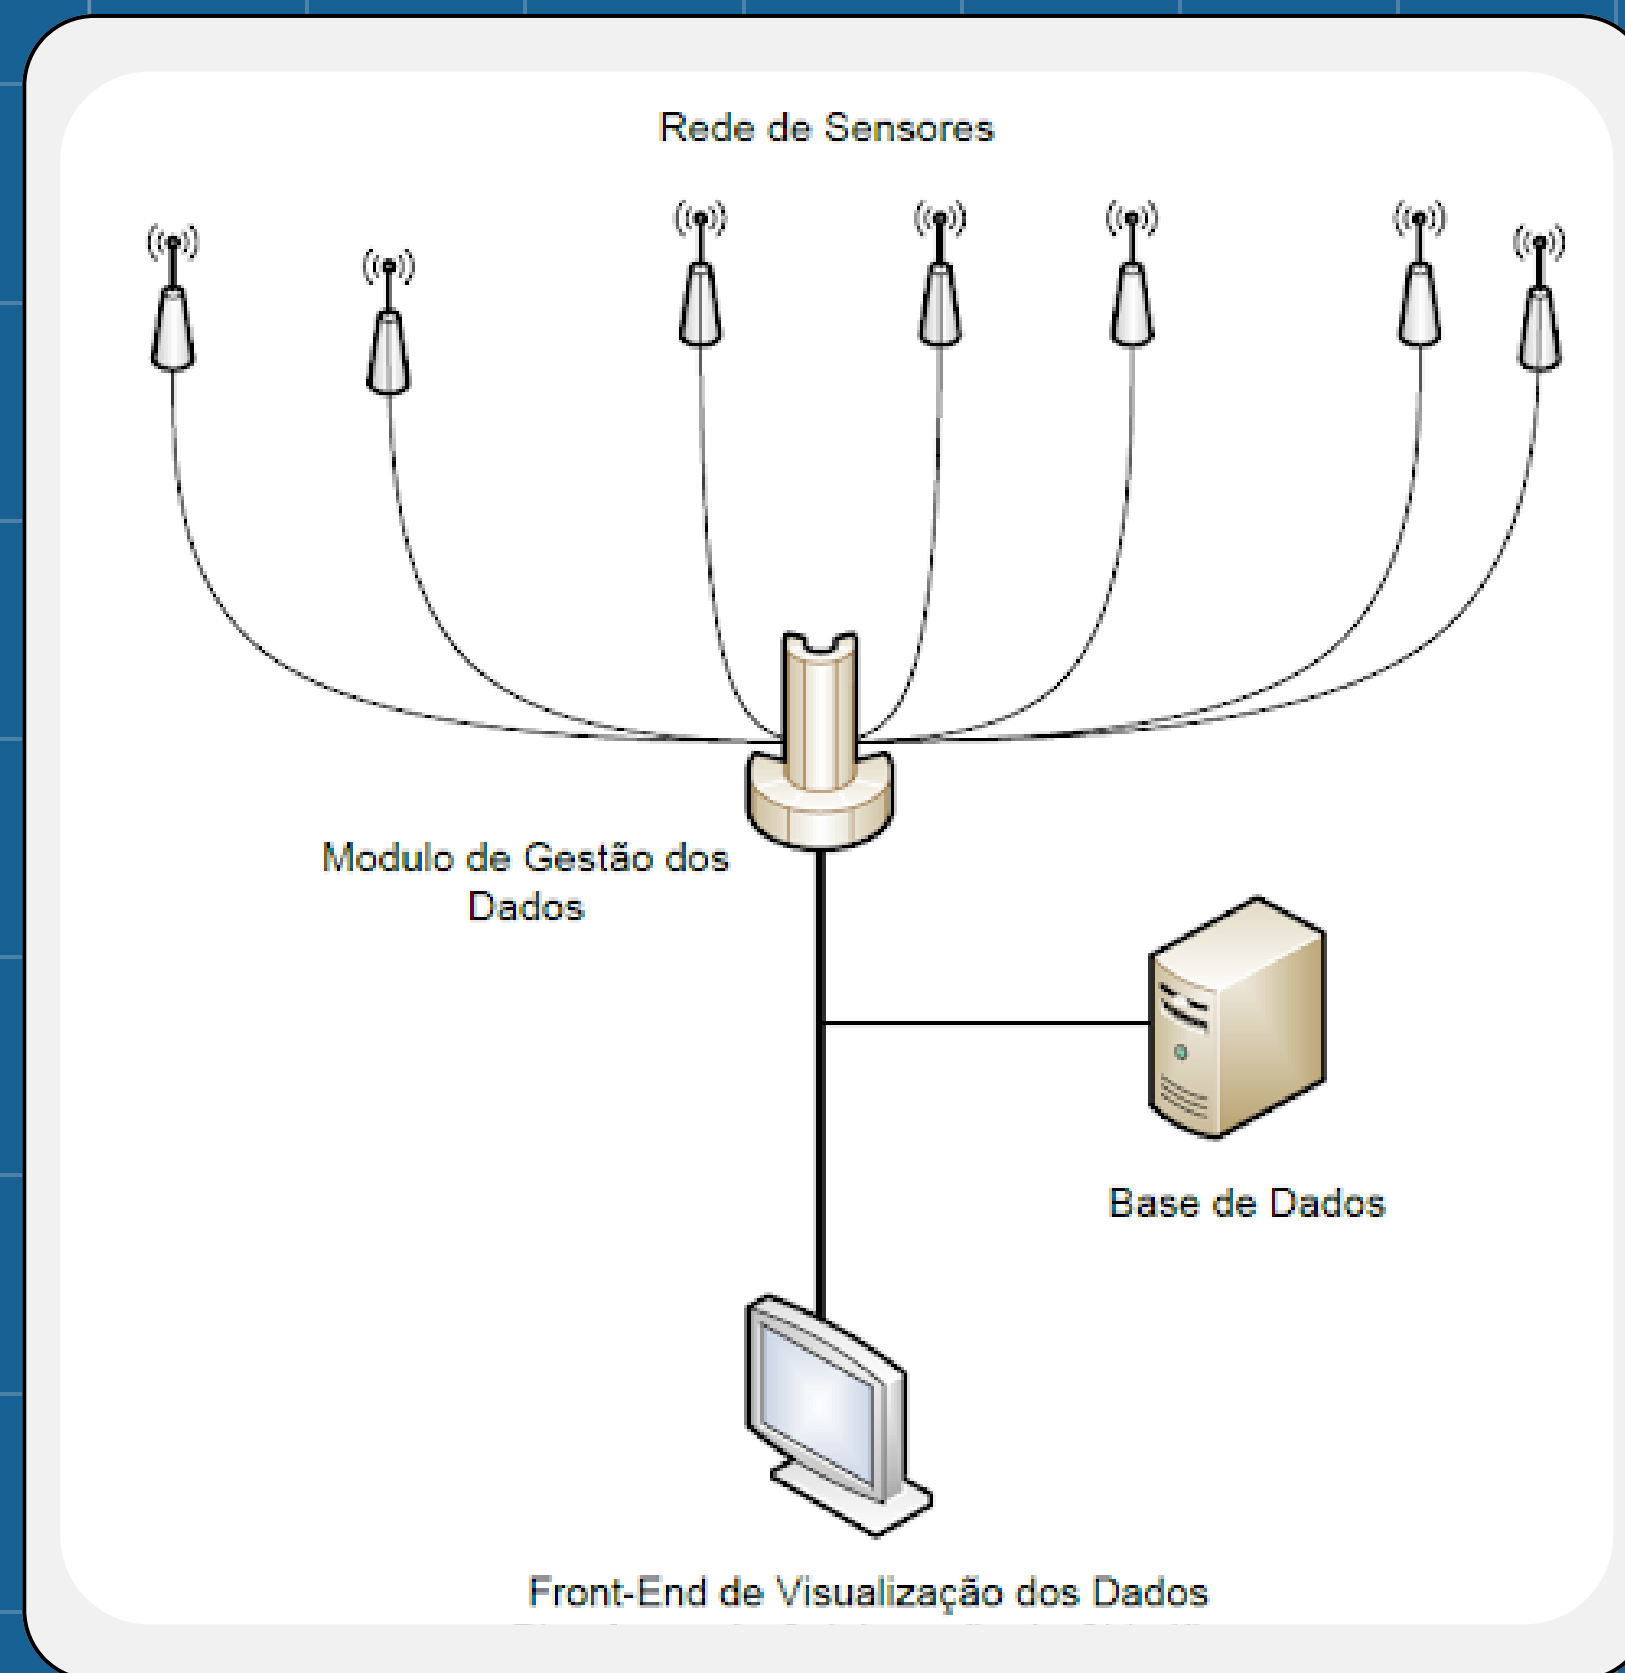 Rede de Sensores
Modulo de Gestão dos
Dados
Base de Dados
Front-End de Visualização dos Dados